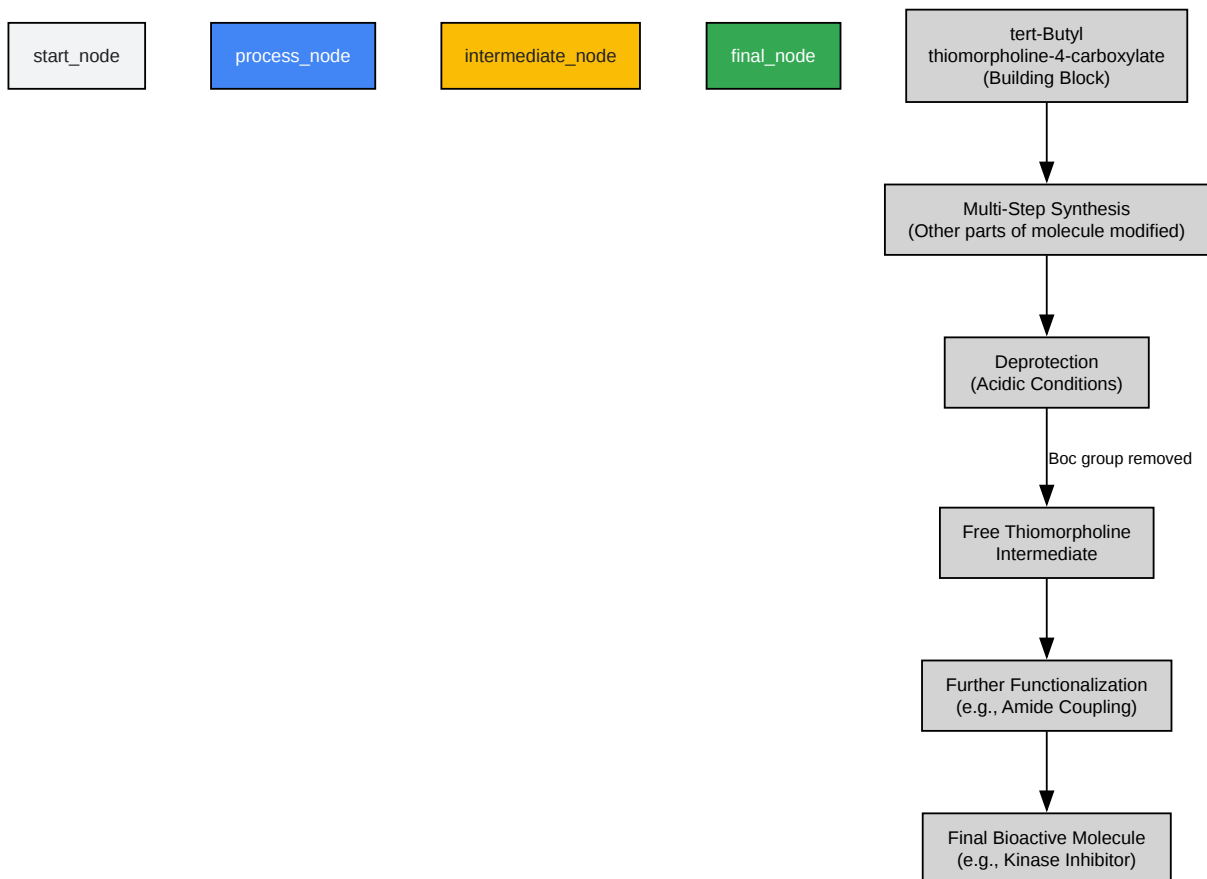 start_node
process_node
intermediate_node
final_node
tert-Butyl
thiomorpholine-4-carboxylate
(Building Block)
Multi-Step Synthesis
(Other parts of molecule modified)
Deprotection
(Acidic Conditions)
Boc group removed
Free Thiomorpholine
Intermediate
Further Functionalization
(e.g., Amide Coupling)
Final Bioactive Molecule
(e.g., Kinase Inhibitor)